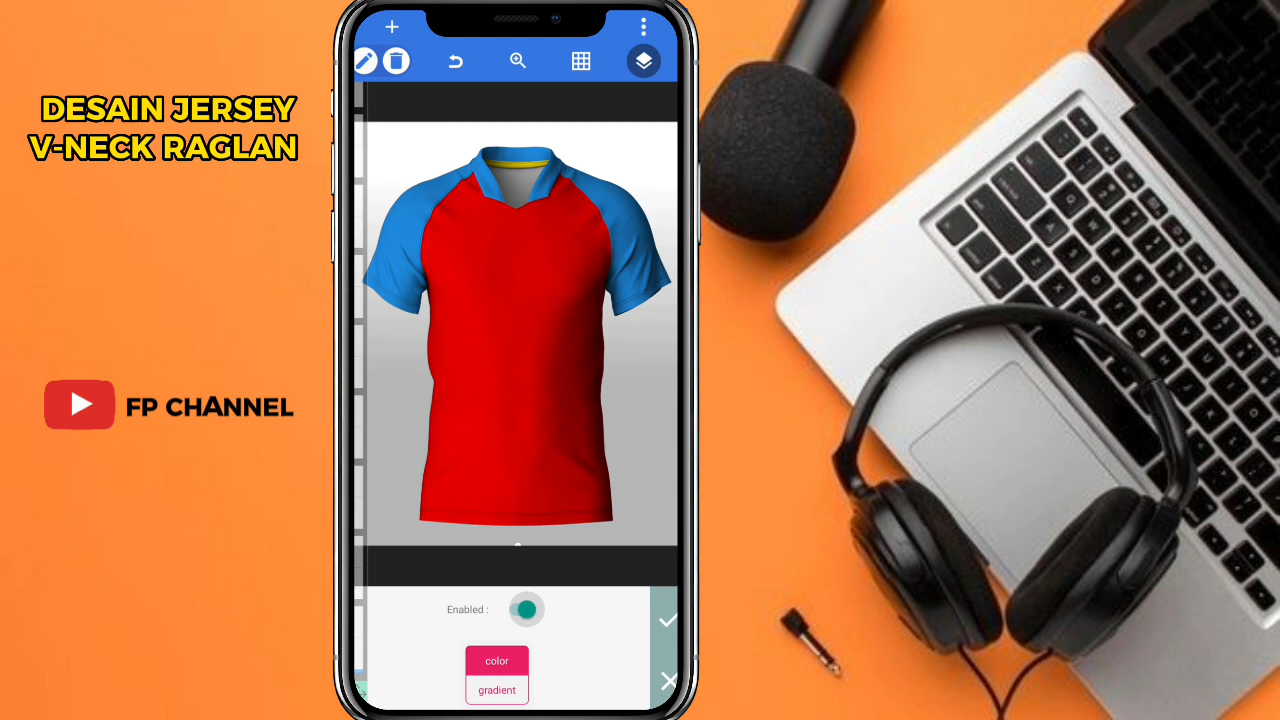 DESAIN JERSEY
V-NECK RAGLAN
FP CHANNEL
Enabled :
color
gradient